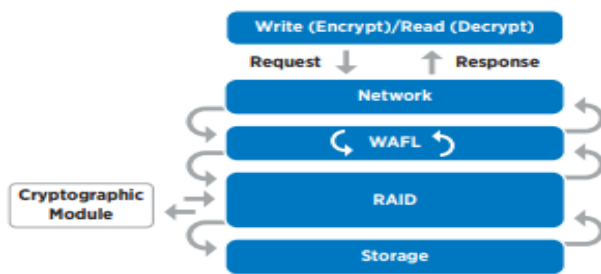 Write (Encrypt)/Read (Decrypt)
Request
Response
Network
WAFL
Cryptographic
Module
RAID
Storage